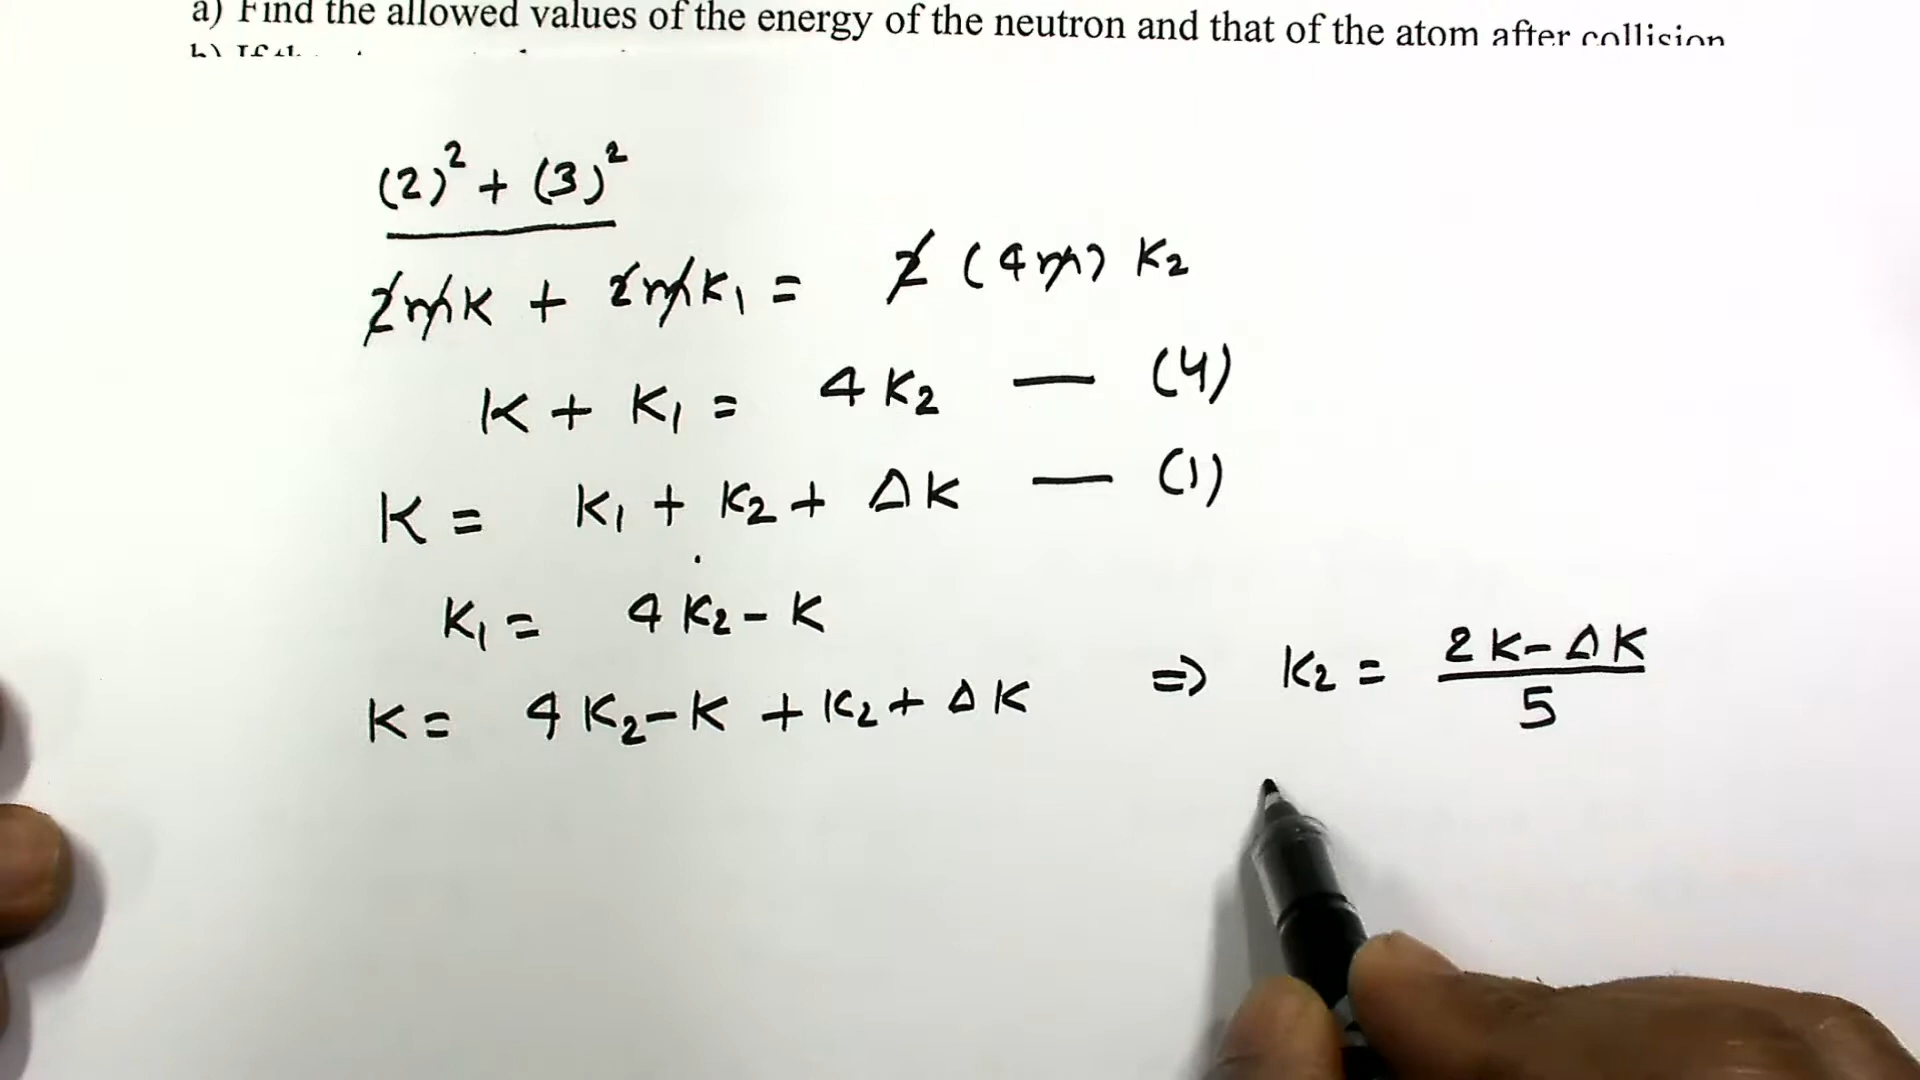 a) Find the allowed values of the energy of the neutron and that of the atom after collision
(2)² + (3)²
2mK + 2mK₁ = 2 (4m) K₂
K + K₁ = 4K₂ — (4)
K = K₁ + K₂ + ΔK — (1)
K₁ = 4K₂ - K
K = 4K₂ - K + K₂ + ΔK ⇒ K₂ = (2K - ΔK)/5